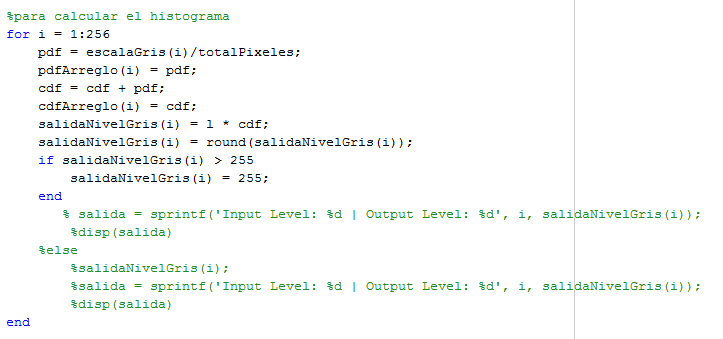 %para calcular el histograma
for i = 1:256
    pdf = escalaGris(i)/totalPixeles;
    pdfArreglo(i) = pdf;
    cdf = cdf + pdf;
    cdfArreglo(i) = cdf;
    salidaNivelGris(i) = l * cdf;
    salidaNivelGris(i) = round(salidaNivelGris(i));
    if salidaNivelGris(i) > 255
        salidaNivelGris(i) = 255;
    end
       % salida = sprintf('Input Level: %d | Output Level: %d', i, salidaNivelGris(i));
        %disp(salida)
    %else
        %salidaNivelGris(i);
        %salida = sprintf('Input Level: %d | Output Level: %d', i, salidaNivelGris(i));
        %disp(salida)
end